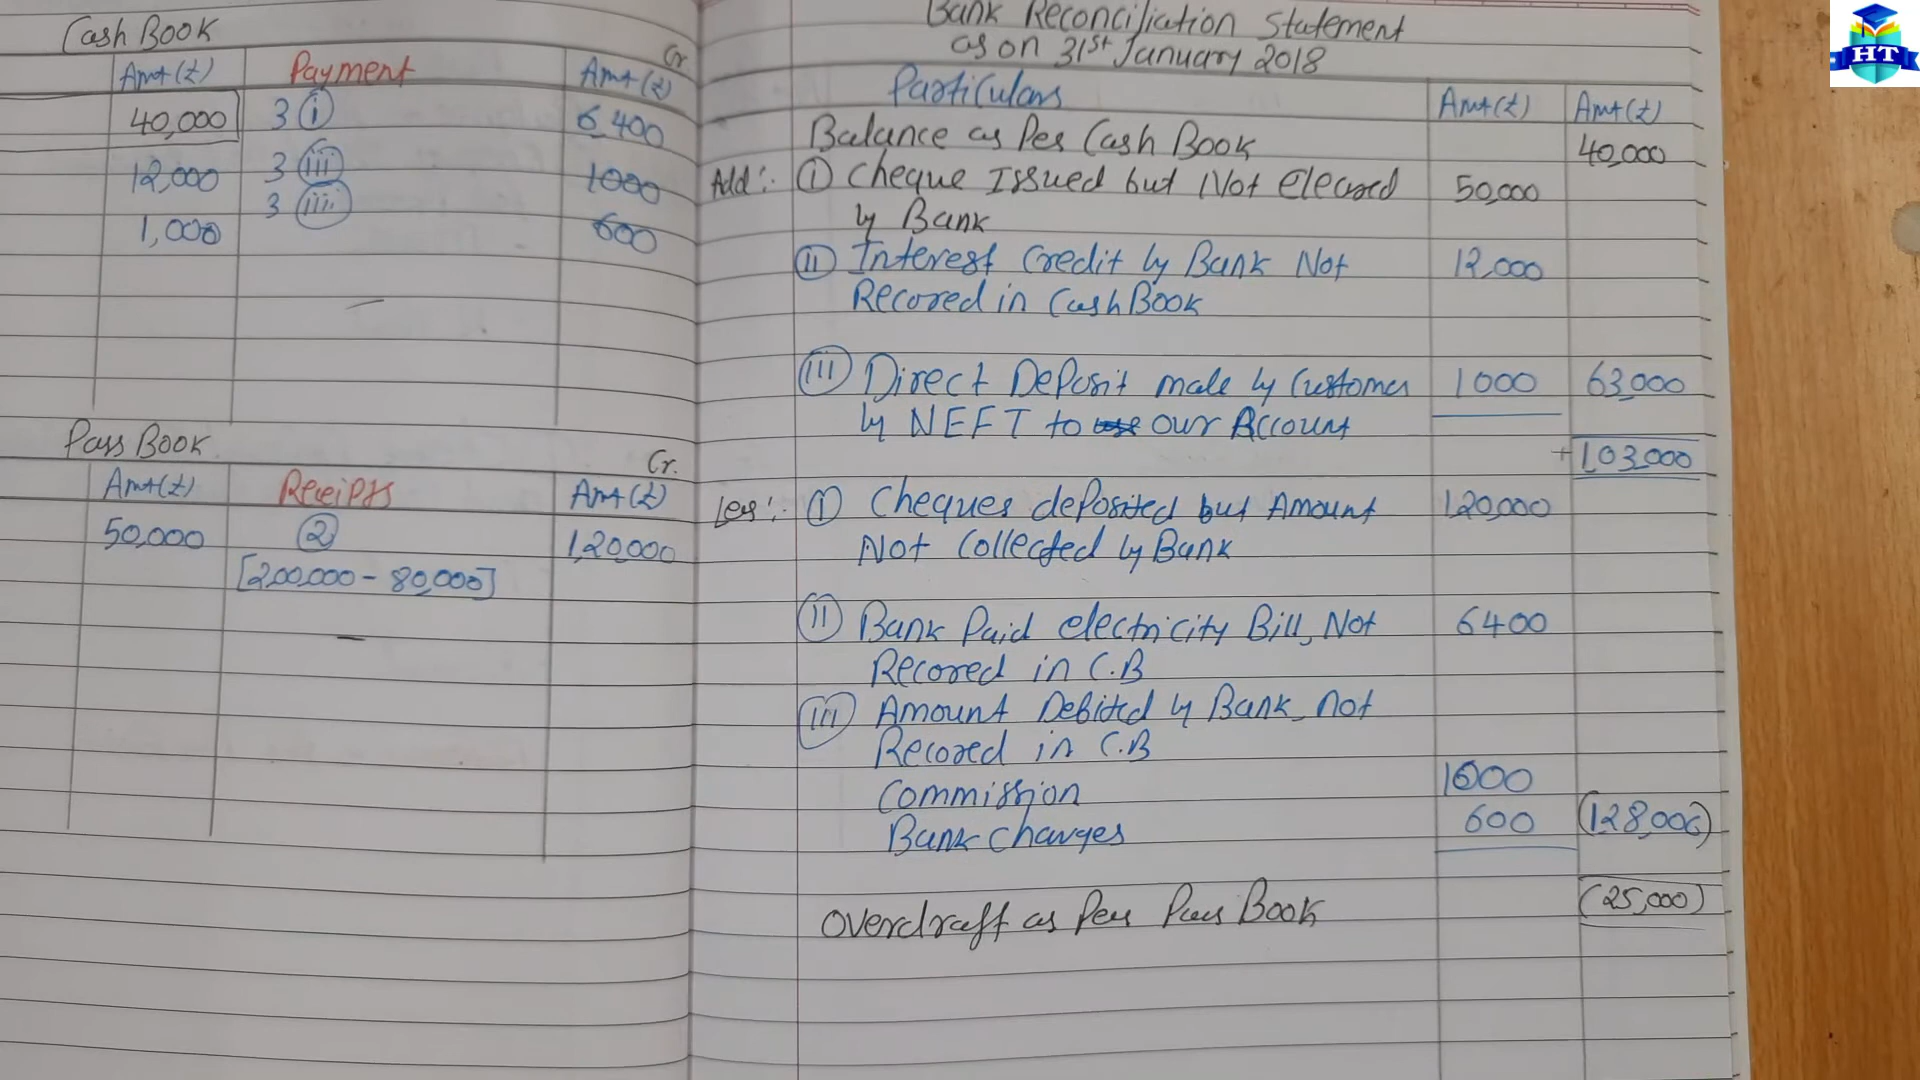 Cash Book
Cr.
Amt(₹) Payment Amt(₹)
40,000 3 (i) 6,400
12,000 3 (iii) 1000
1,000 3 (iii) 600
Pass Book
Cr.
Amt(₹) Receipts Amt(₹)
50,000 (2) 1,20,000
[2,00,000 - 80,000]
Bank Reconciliation Statement
as on 31st January 2018
Particulars Amt(₹) Amt(₹)
Balance as Per Cash Book 40,000
Add:- (i) Cheque Issued but Not Cleared 50,000
by Bank
(ii) Interest Credit by Bank Not 12,000
Recored in Cash Book
(iii) Direct Deposit made by Customer 1000 63,000
by NEFT to our Account
+ 1,03,000
Less:- (i) Cheques deposited but Amount 1,20,000
Not Collected by Bank
(ii) Bank Paid electricity Bill, Not 6400
Recored in C.B
(iii) Amount Debited by Bank, not
Recored in C.B
Commission 1000
Bank Charges 600 (1,28,000)
Overdraft as Per Pass Book (25,000)
HT